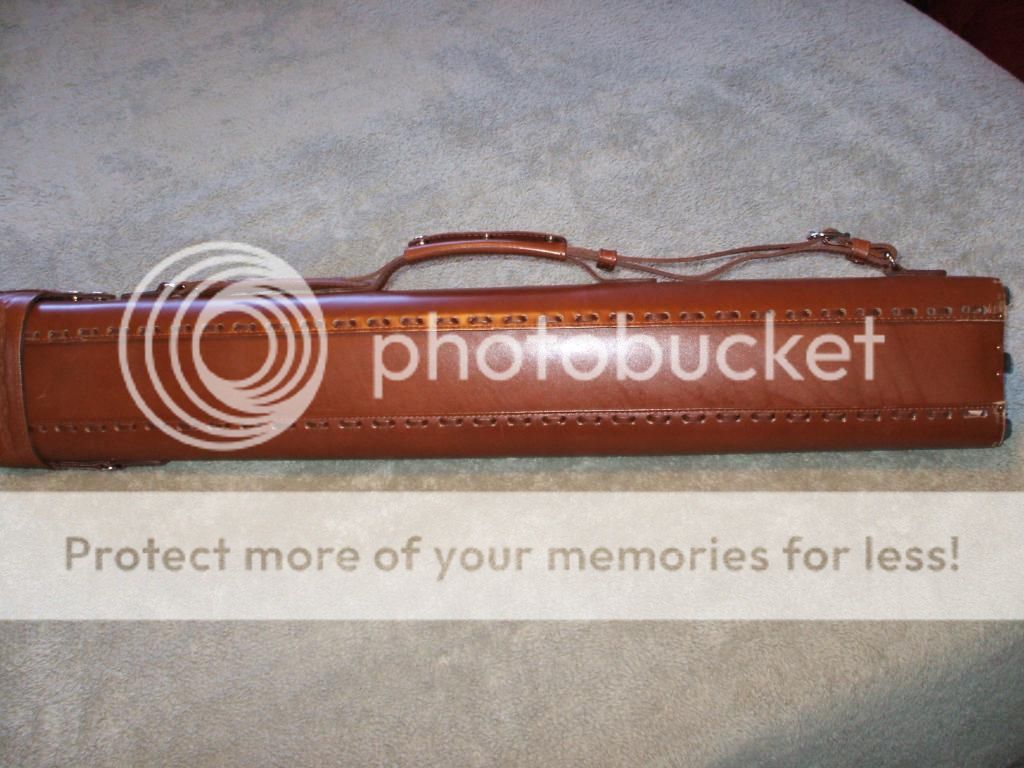 photobucket
Protect more of your memories for less!